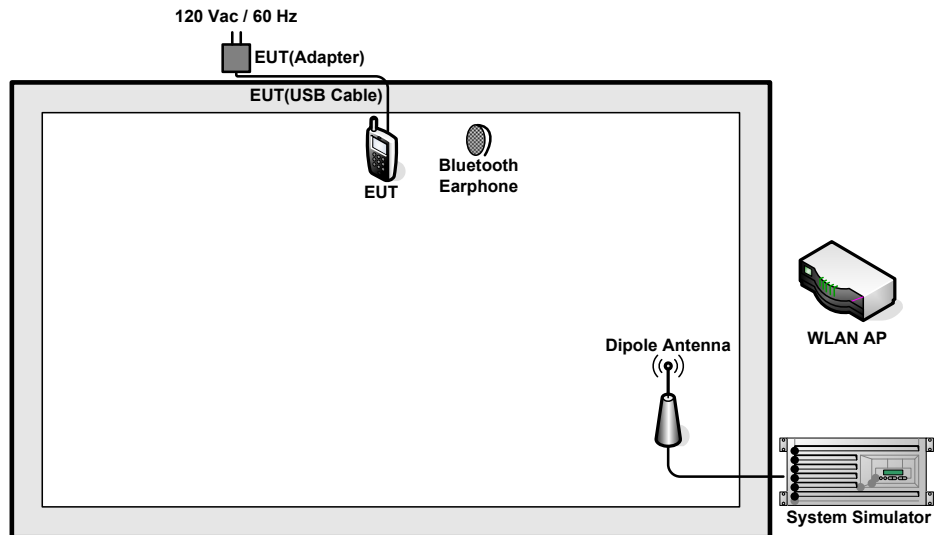 120 Vac / 60 Hz
EUT(Adapter)
EUT(USB Cable)
EUT
Bluetooth
Earphone
WLAN AP
Dipole Antenna
System Simulator